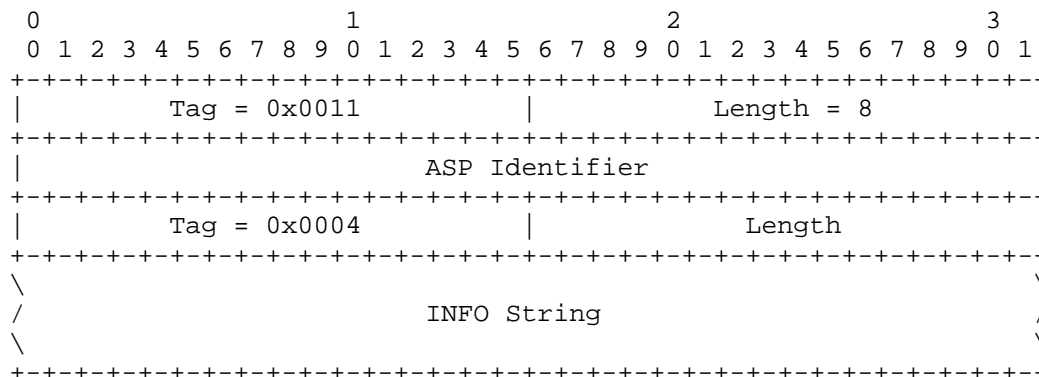 0                   1                   2                   3
0 1 2 3 4 5 6 7 8 9 0 1 2 3 4 5 6 7 8 9 0 1 2 3 4 5 6 7 8 9 0 1
+-+-+-+-+-+-+-+-+-+-+-+-+-+-+-+-+-+-+-+-+-+-+-+-+-+-+-+-+-+-+-+-
|         Tag = 0x0011          |           Length = 8
+-+-+-+-+-+-+-+-+-+-+-+-+-+-+-+-+-+-+-+-+-+-+-+-+-+-+-+-+-+-+-+-
|                         ASP Identifier
+-+-+-+-+-+-+-+-+-+-+-+-+-+-+-+-+-+-+-+-+-+-+-+-+-+-+-+-+-+-+-+-
|         Tag = 0x0004          |             Length
+-+-+-+-+-+-+-+-+-+-+-+-+-+-+-+-+-+-+-+-+-+-+-+-+-+-+-+-+-+-+-+-
\                                                               \
/                         INFO String                           /
\                                                               \
+-+-+-+-+-+-+-+-+-+-+-+-+-+-+-+-+-+-+-+-+-+-+-+-+-+-+-+-+-+-+-+-